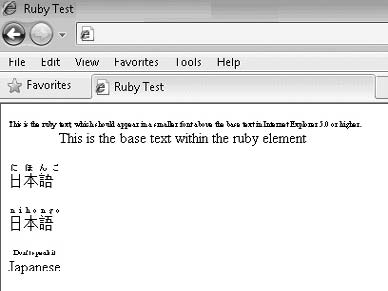 Ruby Test
File Edit View Favorites Tools
Favorites Ruby Test
This is the ruby text, which should appear in a smaller font above the base text in Internet Explorer 5.0 or higher.
This is the base text within the ruby element
にほんご
日本語
nihongo
日本語
Don't speak it
Japanese